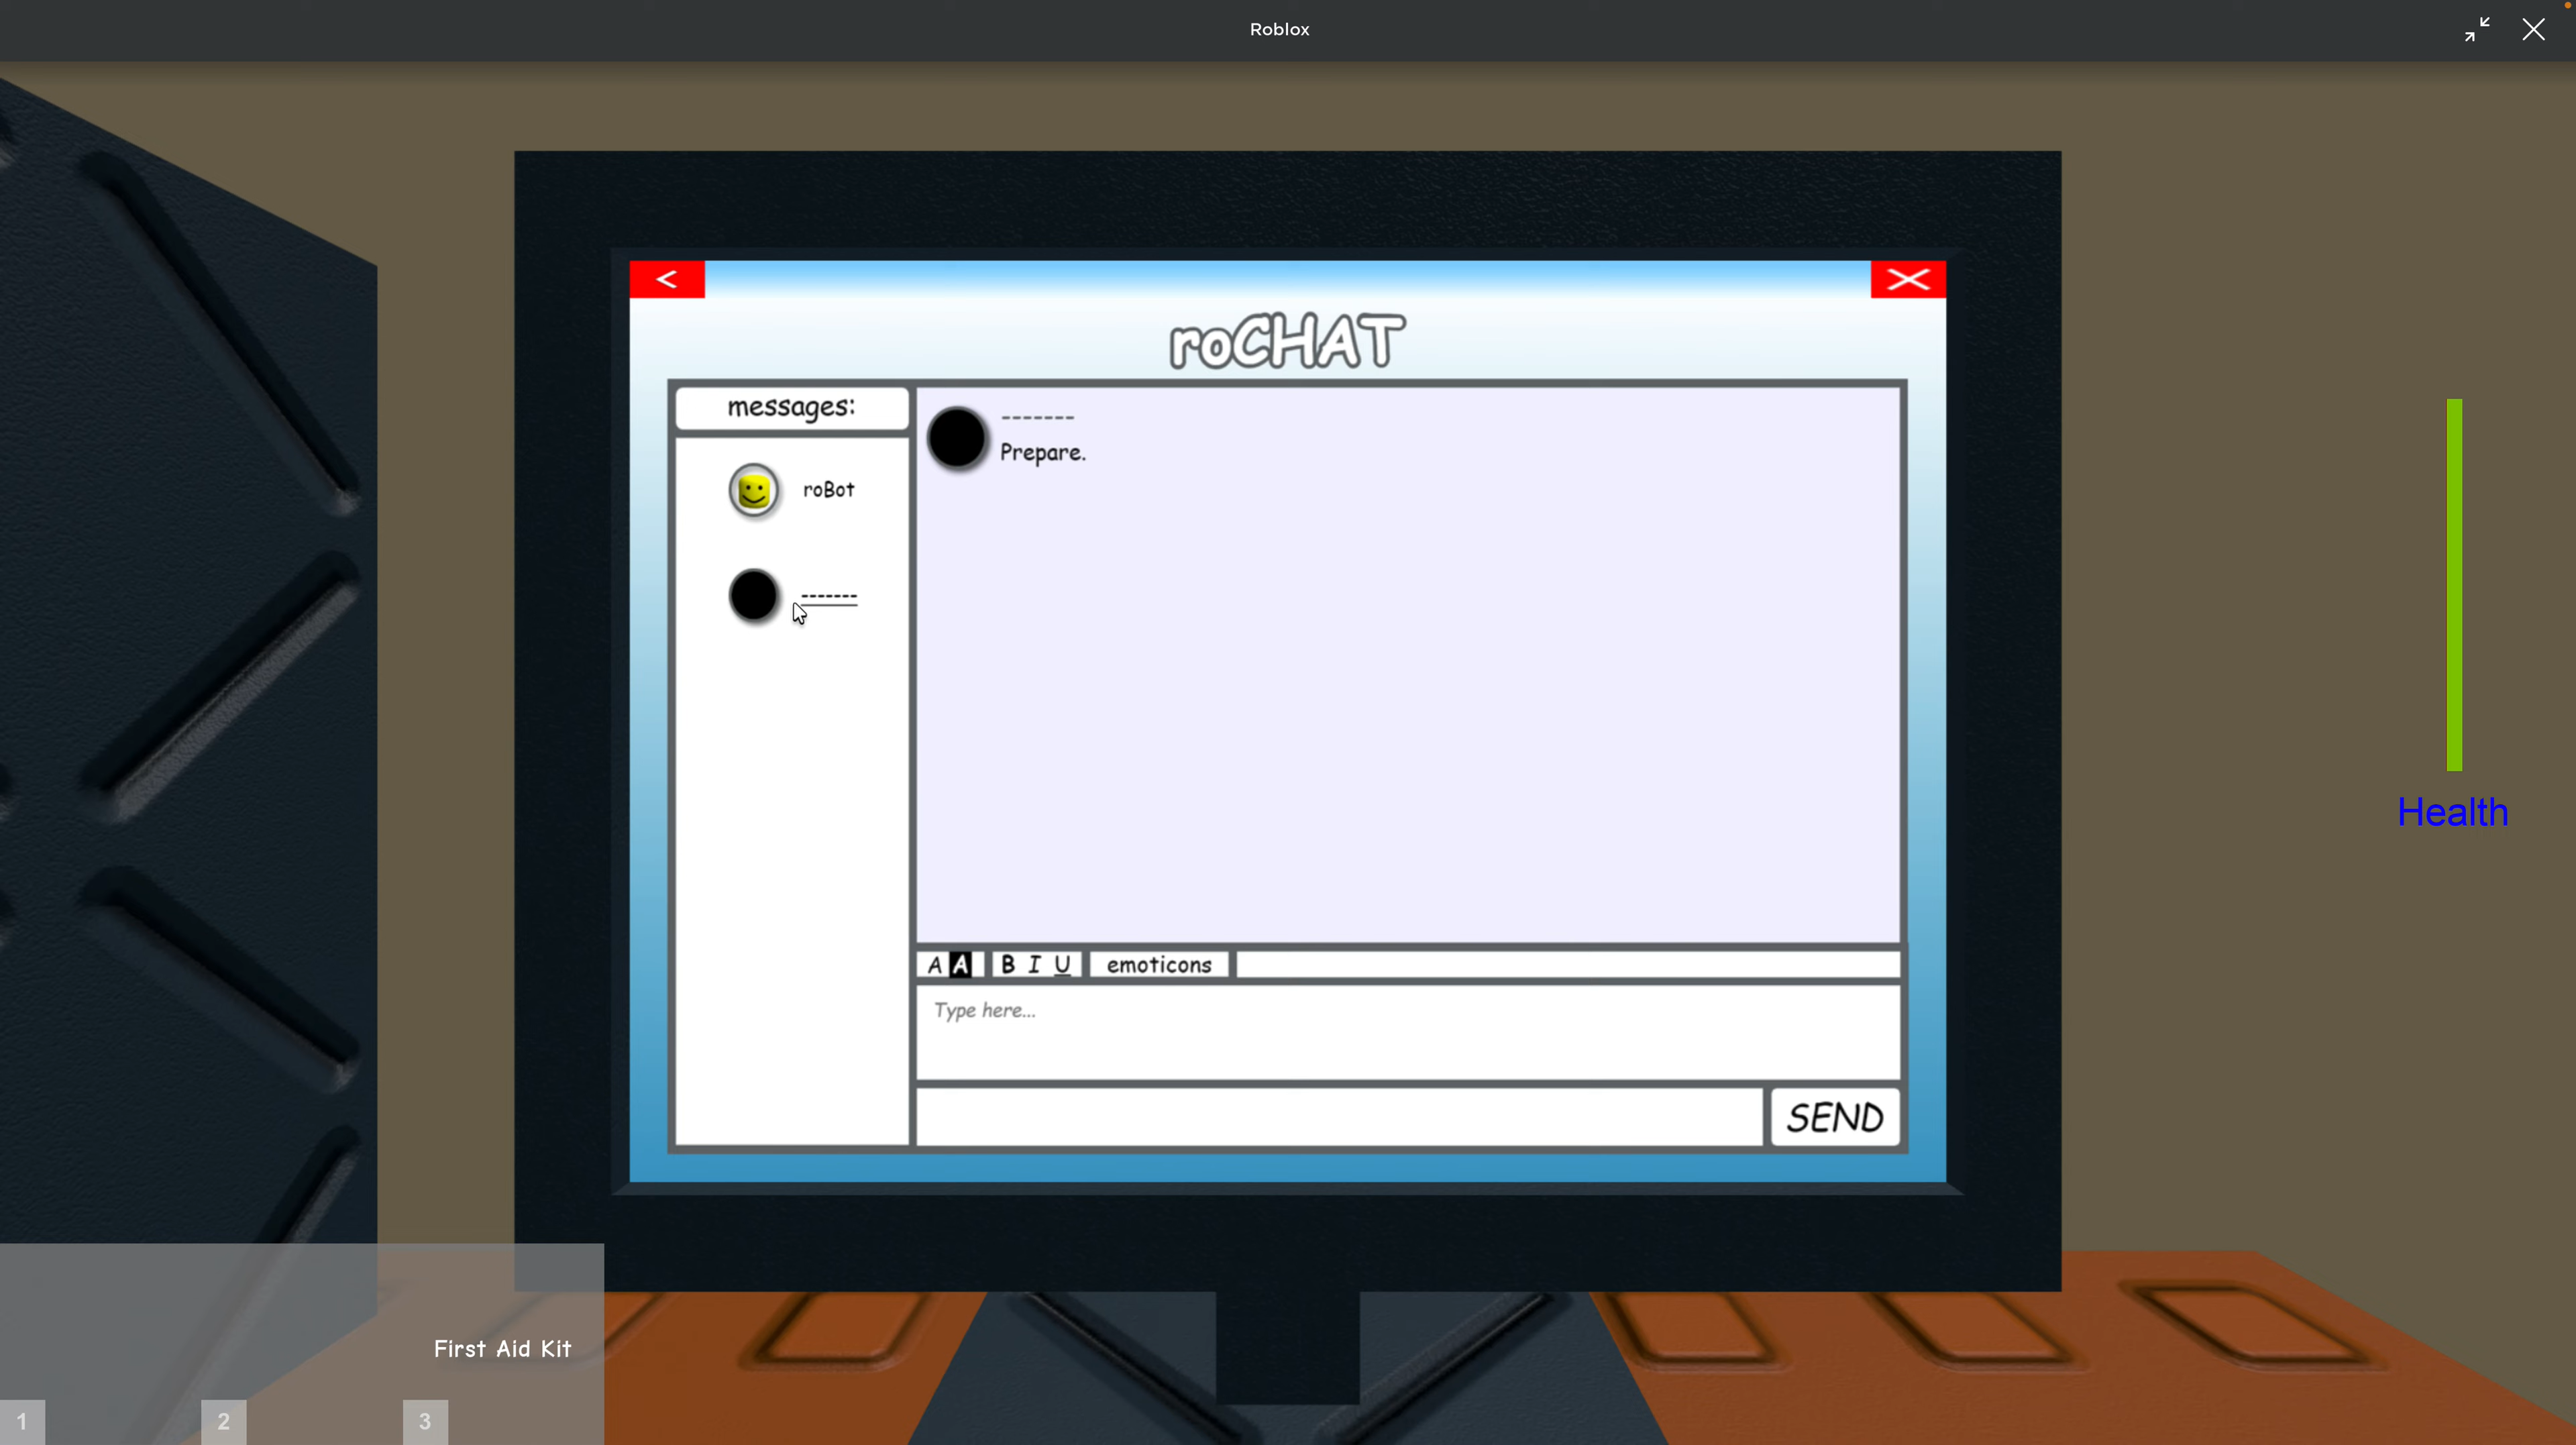 Roblox
roCHAT
messages:
roBot
-------
-------
Prepare.
A A B I U emoticons
Type here...
SEND
Health
First Aid Kit
1 2 3